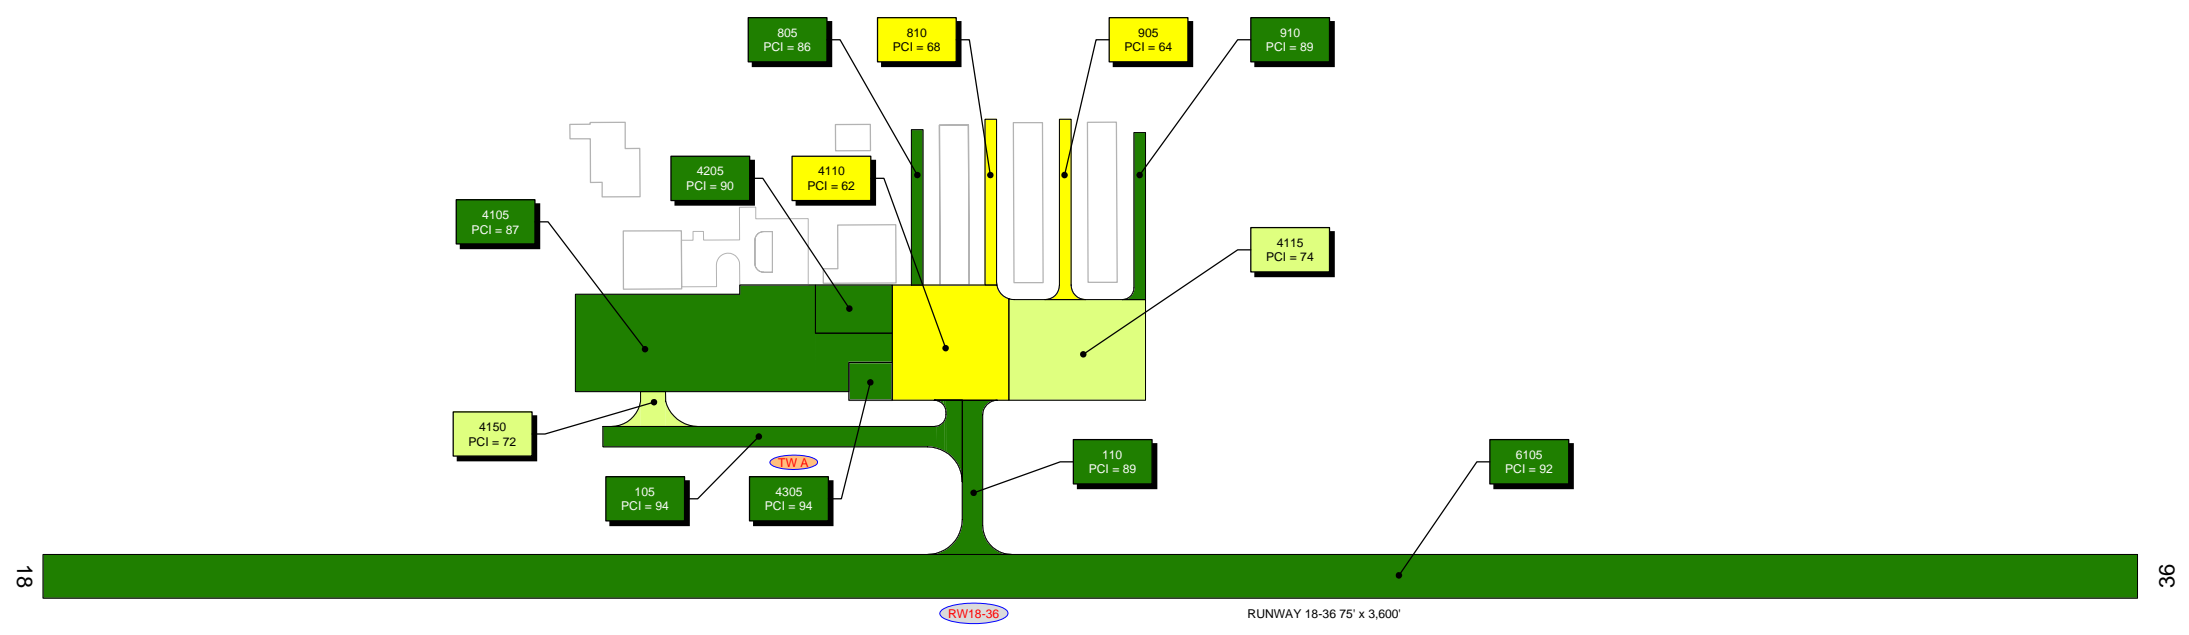 805
PCI = 86
810
PCI = 68
905
PCI = 64
910
PCI = 89
4205
PCI = 90
4110
PCI = 62
4105
PCI = 87
4115
PCI = 74
4150
PCI = 72
110
PCI = 89
6105
PCI = 92
TW A
105
PCI = 94
4305
PCI = 94
18
36
RW18-36
RUNWAY 18-36 75' x 3,600'